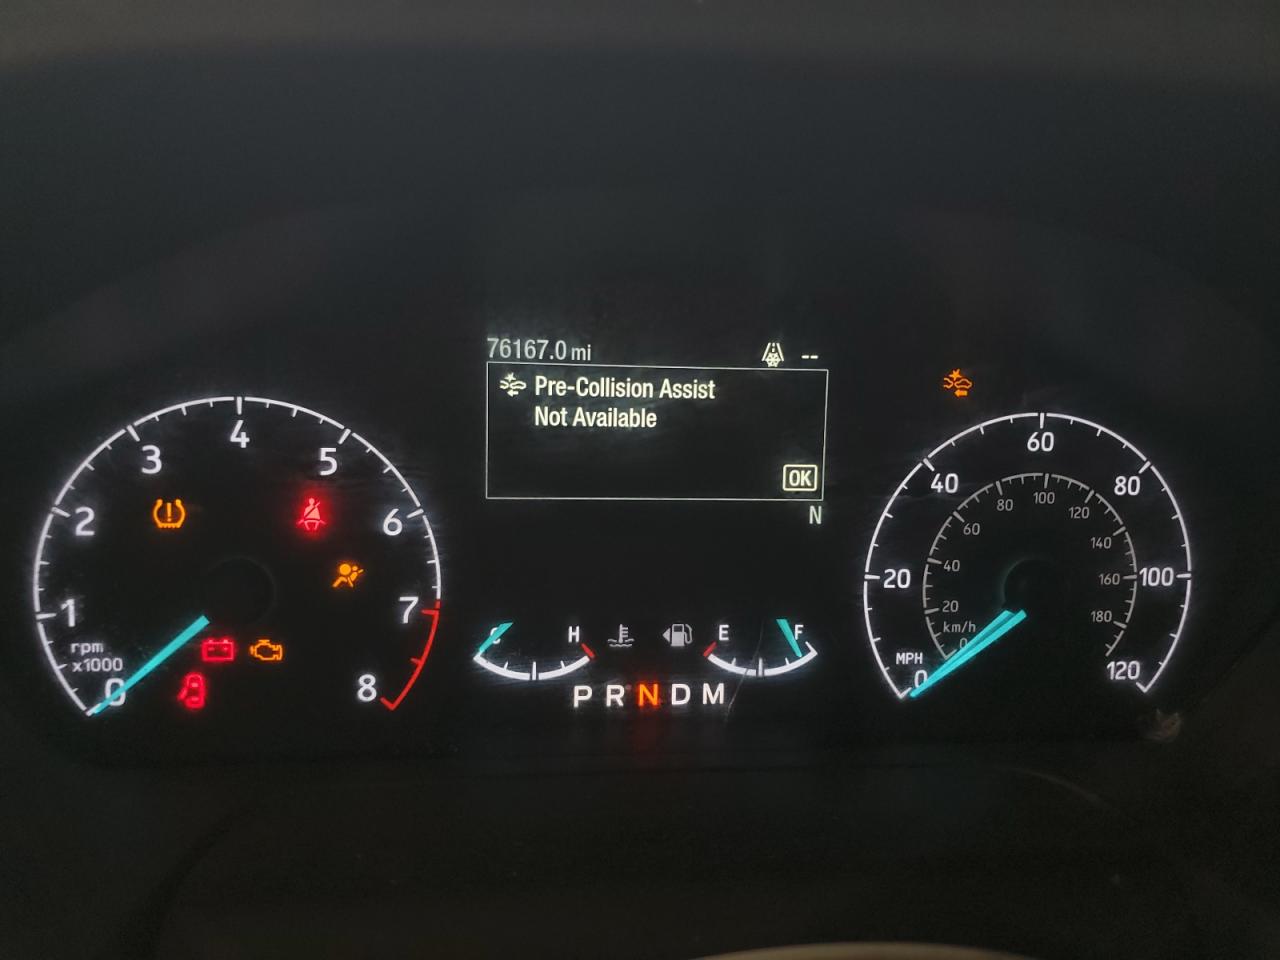 76167.0 mi --
Pre-Collision Assist
Not Available
OK
N
0 1 2 3 4 5 6 7 8
rpm
x1000
C H
E F
P R N D M
0 20 40 60 80 100 120
MPH
0 20 40 60 80 100 120 140 160 180
km/h